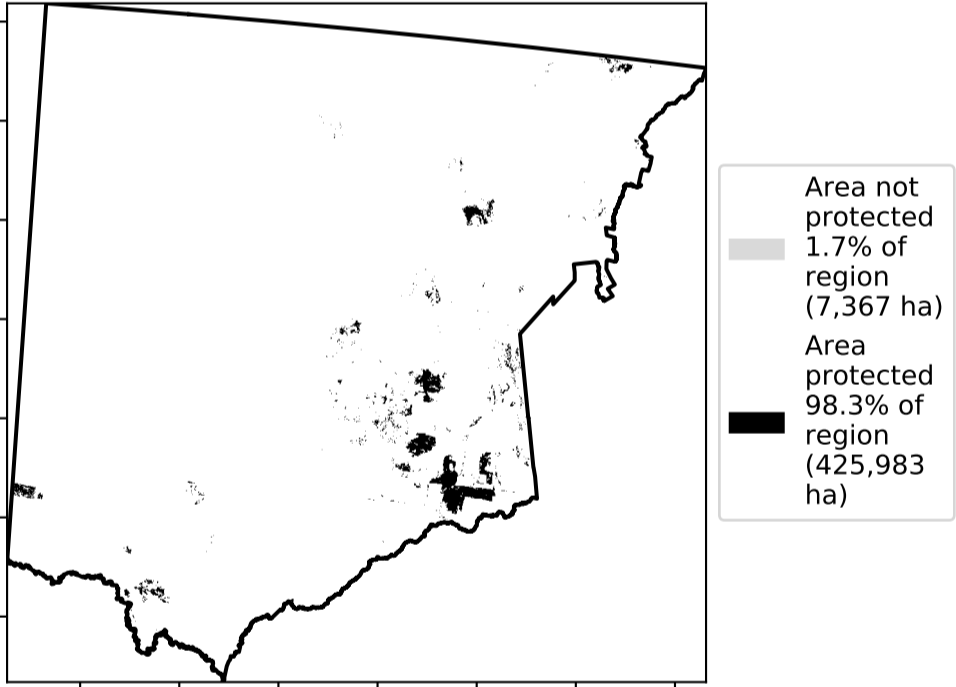 Area not
protected
1.7% of
region
(7,367 ha)
Area
protected
98.3% of
region
(425,983
ha)